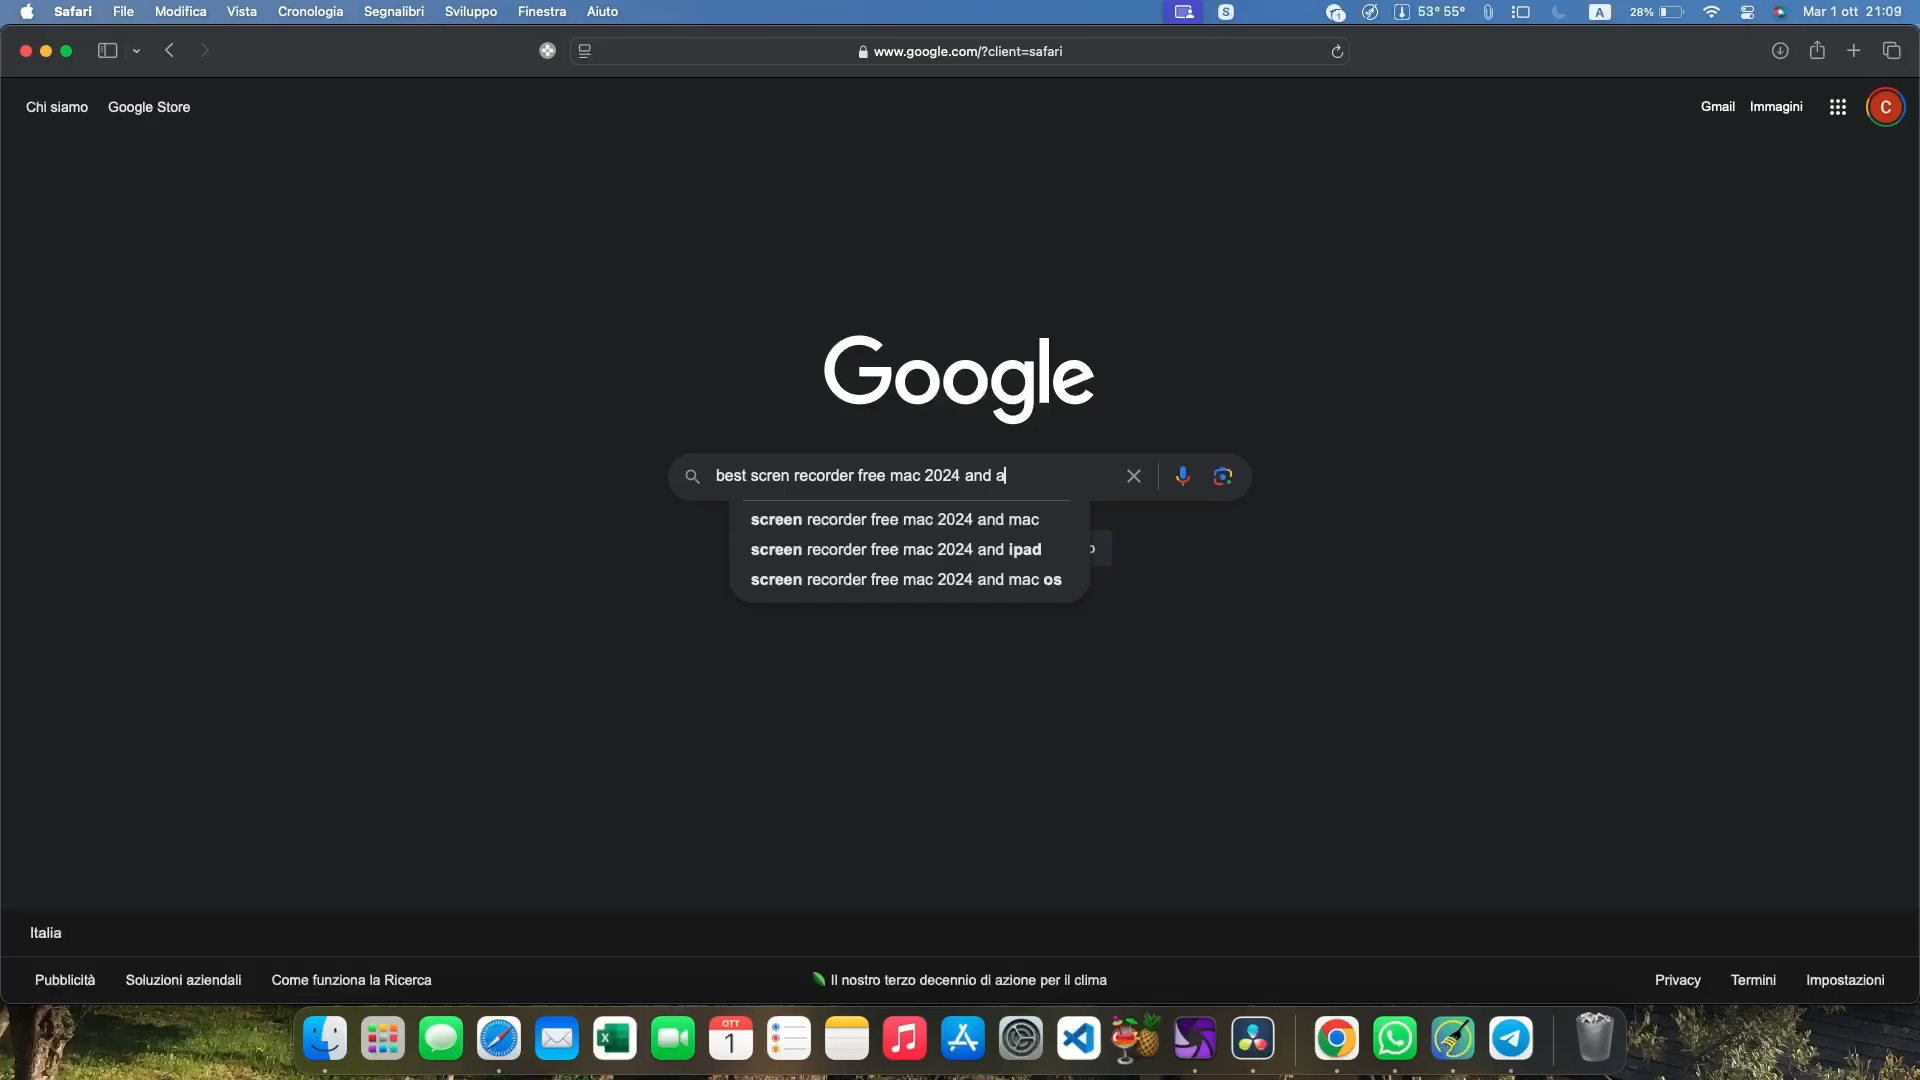 Safari File Modifica Vista Cronologia Segnalibri Sviluppo Finestra Aiuto
S 1 53° 55° A 28% Mar 1 ott 21:09
www.google.com/?client=safari
Chi siamo Google Store
Gmail Immagini C
Google
best scren recorder free mac 2024 and a
screen recorder free mac 2024 and mac
screen recorder free mac 2024 and ipad
screen recorder free mac 2024 and mac os
Italia
Pubblicità Soluzioni aziendali Come funziona la Ricerca
Il nostro terzo decennio di azione per il clima
Privacy Termini Impostazioni
OTT
1